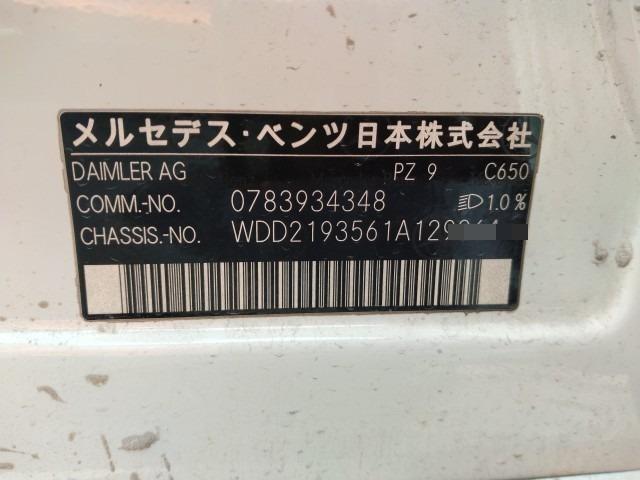 メルセデス・ベンツ日本株式会社
DAIMLER AG PZ 9 C650
COMM.-NO. 0783934348 1.0 %
CHASSIS.-NO. WDD2193561A129